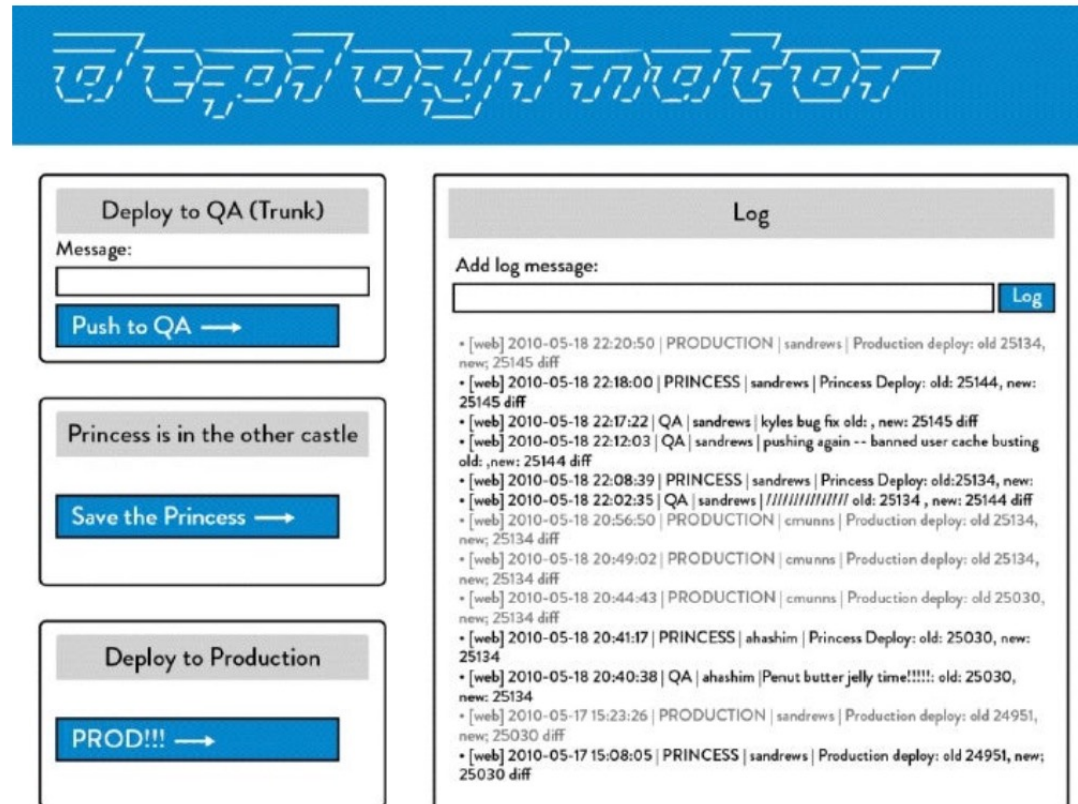 deployinator
Deploy to QA (Trunk)
Message:
Push to QA →
Princess is in the other castle
Save the Princess →
Deploy to Production
PROD!!! →
Log
Add log message:
Log
• [web] 2010-05-18 22:20:50 | PRODUCTION | sandrews | Production deploy: old 25134,
new; 25145 diff
• [web] 2010-05-18 22:18:00 | PRINCESS | sandrews | Princess Deploy: old: 25144, new:
25145 diff
• [web] 2010-05-18 22:17:22 | QA | sandrews | kyles bug fix old: , new: 25145 diff
• [web] 2010-05-18 22:12:03 | QA | sandrews | pushing again -- banned user cache busting
old: ,new: 25144 diff
• [web] 2010-05-18 22:08:39 | PRINCESS | sandrews | Princess Deploy: old:25134, new:
• [web] 2010-05-18 22:02:35 | QA | sandrews | /////////////// old: 25134 , new: 25144 diff
• [web] 2010-05-18 20:56:50 | PRODUCTION | cmunns | Production deploy: old 25134,
new; 25134 diff
• [web] 2010-05-18 20:49:02 | PRODUCTION | cmunns | Production deploy: old 25134,
new; 25134 diff
• [web] 2010-05-18 20:44:43 | PRODUCTION | cmunns | Production deploy: old 25030,
new; 25134 diff
• [web] 2010-05-18 20:41:17 | PRINCESS | ahashim | Princess Deploy: old: 25030, new:
25134
• [web] 2010-05-18 20:40:38 | QA | ahashim |Penut butter jelly time!!!!!: old: 25030,
new: 25134
• [web] 2010-05-17 15:23:26 | PRODUCTION | sandrews | Production deploy: old 24951,
new; 25030 diff
• [web] 2010-05-17 15:08:05 | PRINCESS | sandrews | Production deploy: old 24951, new;
25030 diff